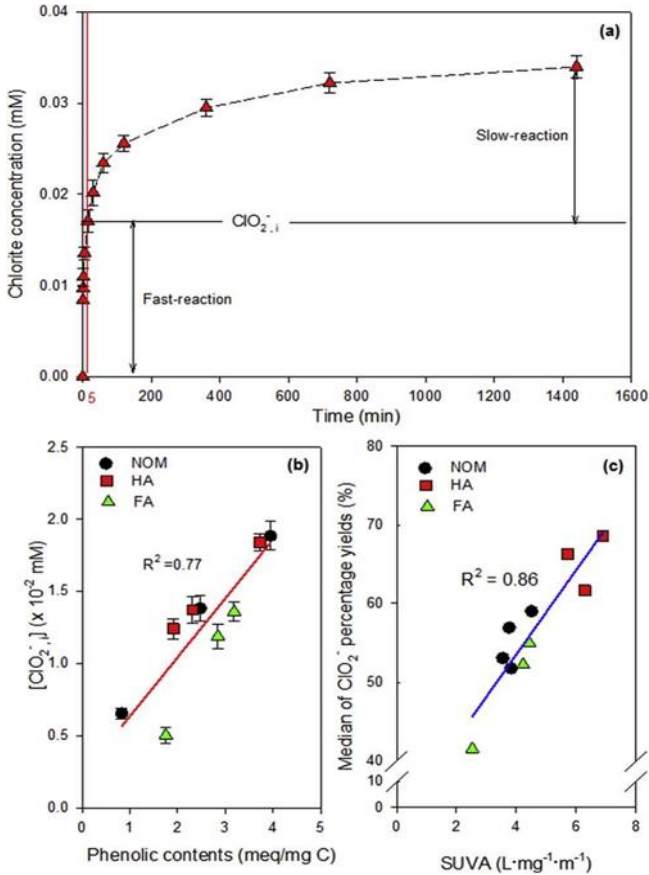 0.04
(a)
Chlorite concentration (mM)
0.03
Slow-reaction
0.02
ClO₂⁻,ᵢ
0.01
Fast-reaction
0.00
0 5 200 400 600 800 1000 1200 1400 1600
Time (min)
2.5
NOM
(b)
HA
FA
2.0
R² =0.77
[ClO₂⁻,ᵢ] (x 10⁻² mM)
1.5
1.0
0.5
0.0
0 1 2 3 4 5
Phenolic contents (meq/mg C)
80
NOM
(c)
HA
FA
70
R² = 0.86
Median of ClO₂⁻ percentage yields (%)
60
50
40
10
0
0 2 4 6 8
SUVA (L·mg⁻¹·m⁻¹)